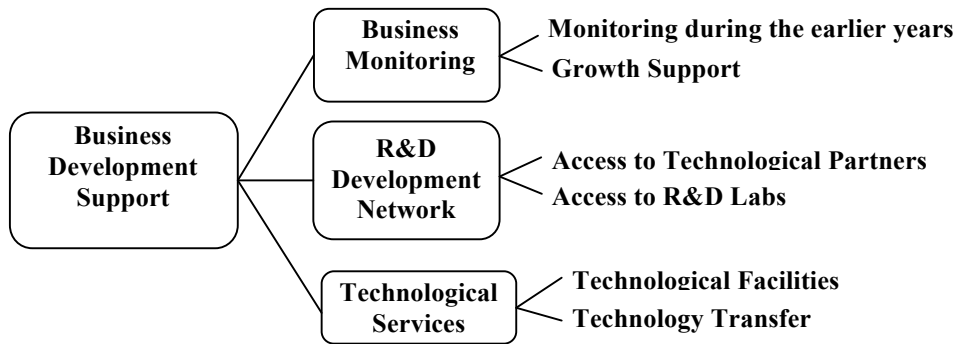 Business
Development
Support
Business
Monitoring
Monitoring during the earlier years
Growth Support
R&D
Development
Network
Access to Technological Partners
Access to R&D Labs
Technological
Services
Technological Facilities
Technology Transfer